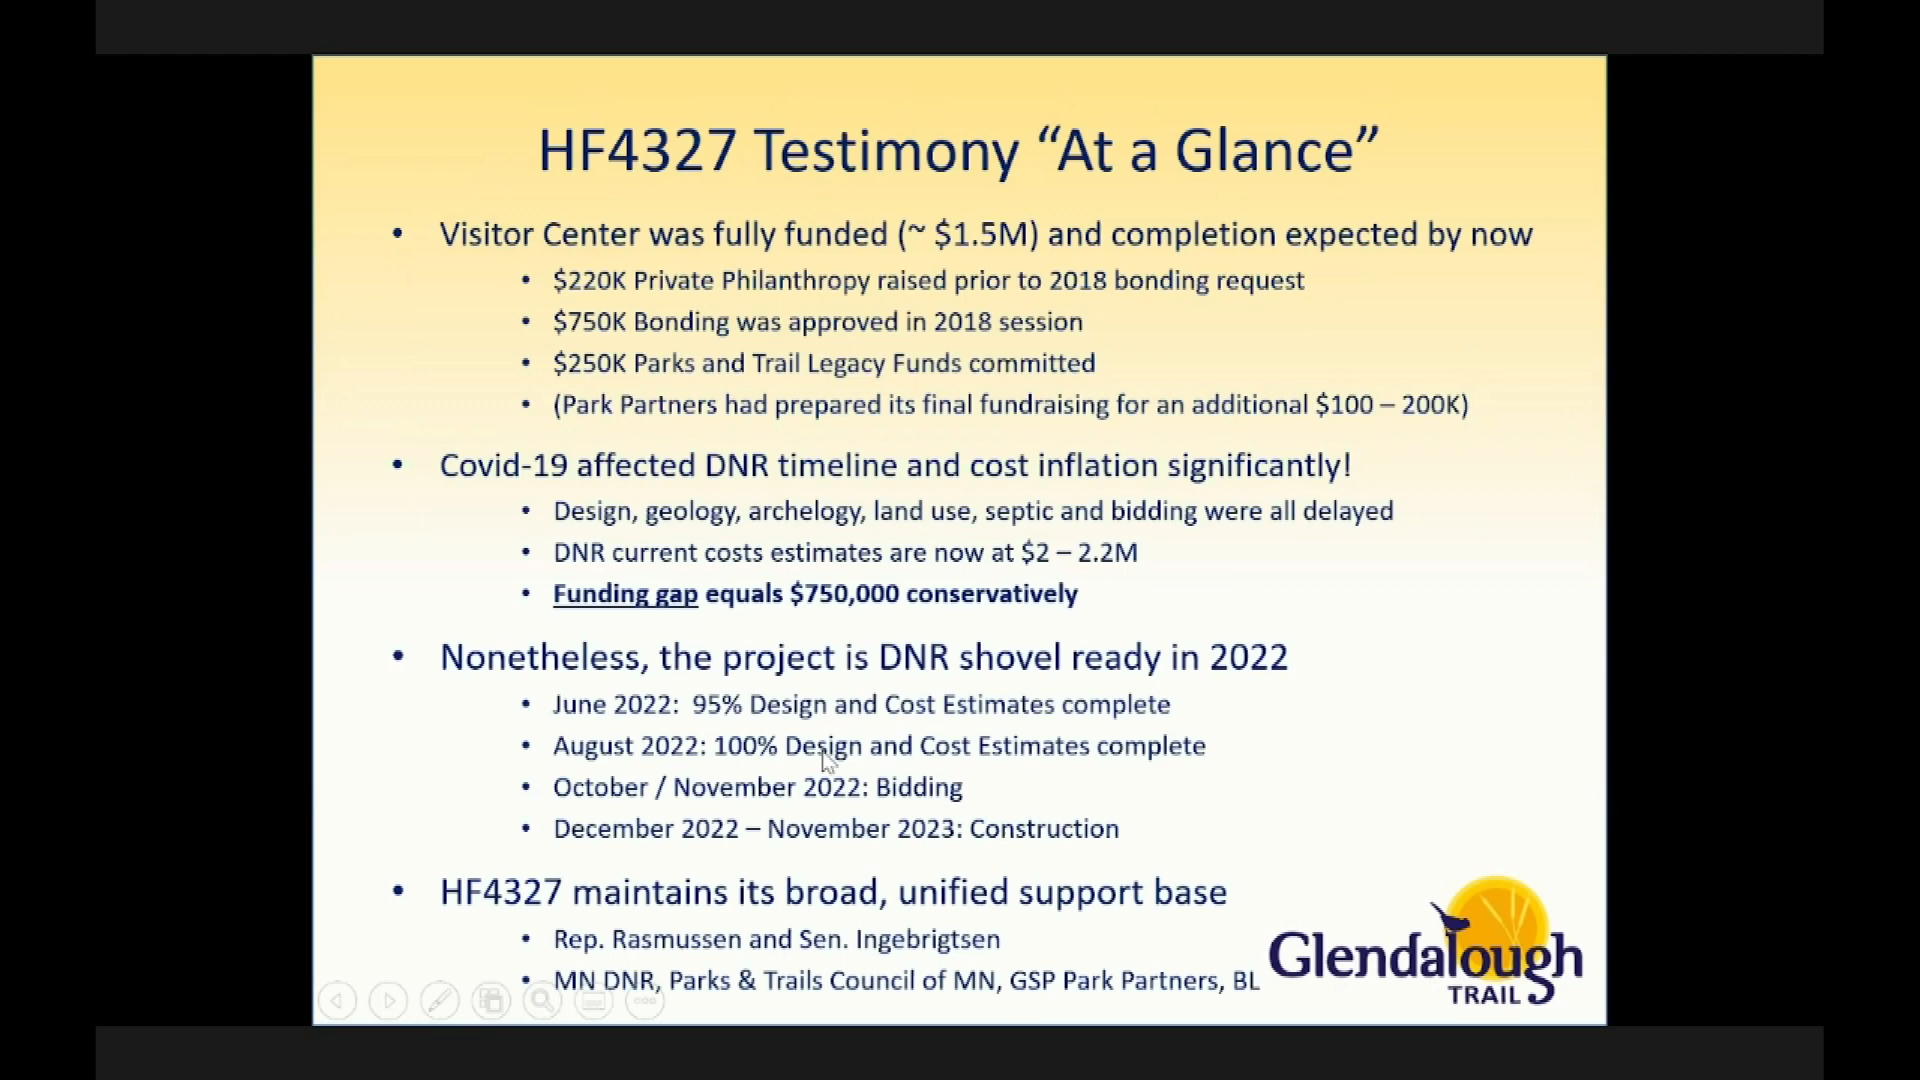 HF4327 Testimony “At a Glance”
• Visitor Center was fully funded (~ $1.5M) and completion expected by now
• $220K Private Philanthropy raised prior to 2018 bonding request
• $750K Bonding was approved in 2018 session
• $250K Parks and Trail Legacy Funds committed
• (Park Partners had prepared its final fundraising for an additional $100 – 200K)
• Covid-19 affected DNR timeline and cost inflation significantly!
• Design, geology, archelogy, land use, septic and bidding were all delayed
• DNR current costs estimates are now at $2 – 2.2M
• Funding gap equals $750,000 conservatively
• Nonetheless, the project is DNR shovel ready in 2022
• June 2022: 95% Design and Cost Estimates complete
• August 2022: 100% Design and Cost Estimates complete
• October / November 2022: Bidding
• December 2022 – November 2023: Construction
• HF4327 maintains its broad, unified support base
• Rep. Rasmussen and Sen. Ingebrigtsen
• MN DNR, Parks & Trails Council of MN, GSP Park Partners, BL
Glendalough
TRAIL